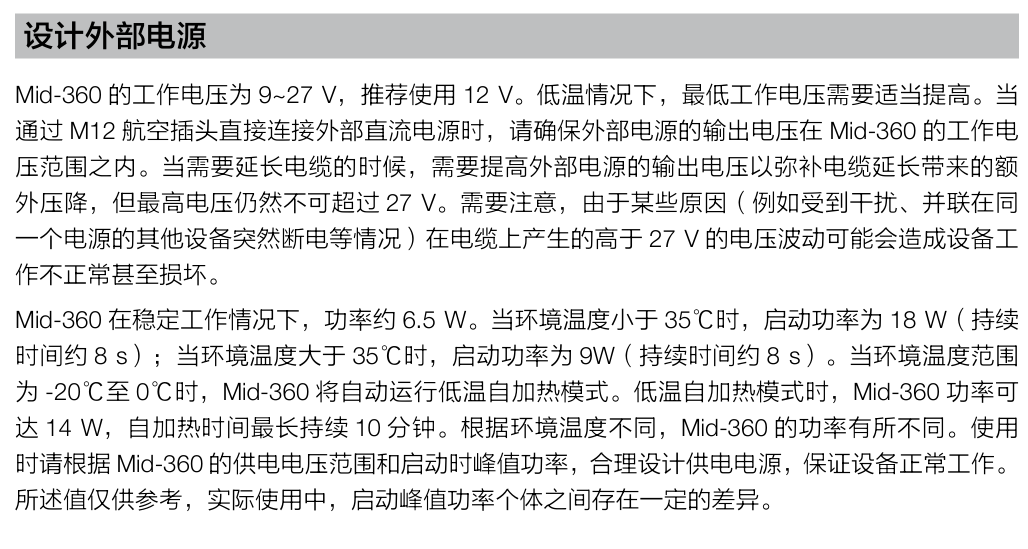 设计外部电源
Mid-360 的工作电压为 9~27 V，推荐使用 12 V。低温情况下，最低工作电压需要适当提高。当
通过 M12 航空插头直接连接外部直流电源时，请确保外部电源的输出电压在 Mid-360 的工作电
压范围之内。当需要延长电缆的时候，需要提高外部电源的输出电压以弥补电缆延长带来的额
外压降，但最高电压仍然不可超过 27 V。需要注意，由于某些原因（例如受到干扰、并联在同
一个电源的其他设备突然断电等情况）在电缆上产生的高于 27 V 的电压波动可能会造成设备工
作不正常甚至损坏。
Mid-360 在稳定工作情况下，功率约 6.5 W。当环境温度小于 35℃时，启动功率为 18 W（持续
时间约 8 s）；当环境温度大于 35℃时，启动功率为 9W（持续时间约 8 s）。当环境温度范围
为 -20℃至 0℃时，Mid-360 将自动运行低温自加热模式。低温自加热模式时，Mid-360 功率可
达 14 W，自加热时间最长持续 10 分钟。根据环境温度不同，Mid-360 的功率有所不同。使用
时请根据 Mid-360 的供电电压范围和启动时峰值功率，合理设计供电电源，保证设备正常工作。
所述值仅供参考，实际使用中，启动峰值功率个体之间存在一定的差异。